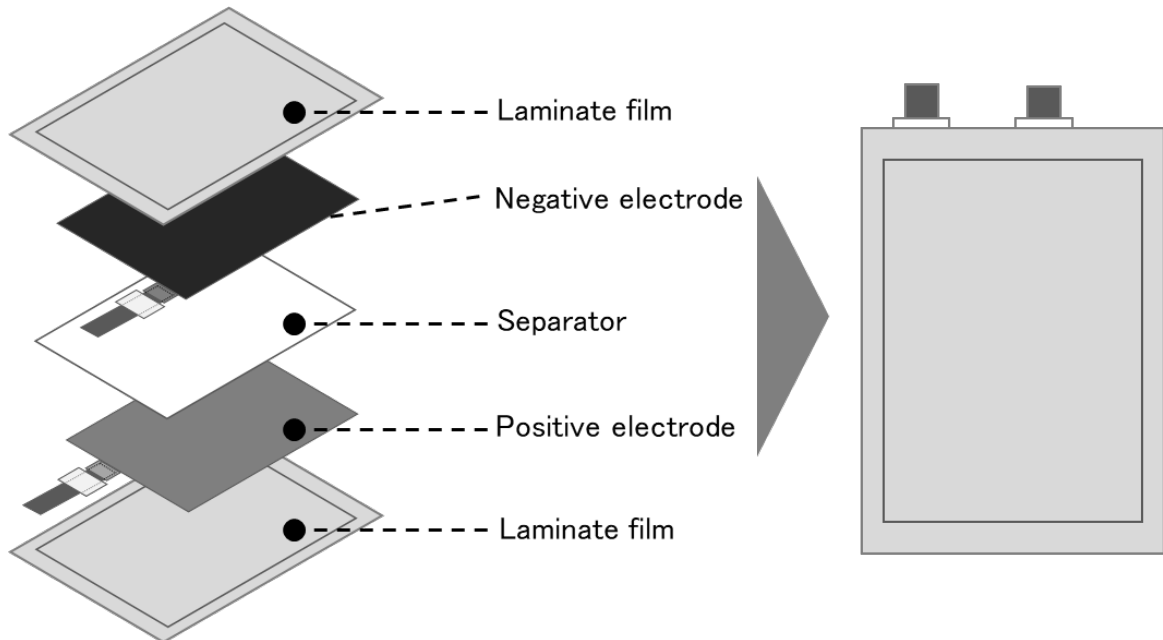 Laminate film
Negative electrode
Separator
Positive electrode
Laminate film